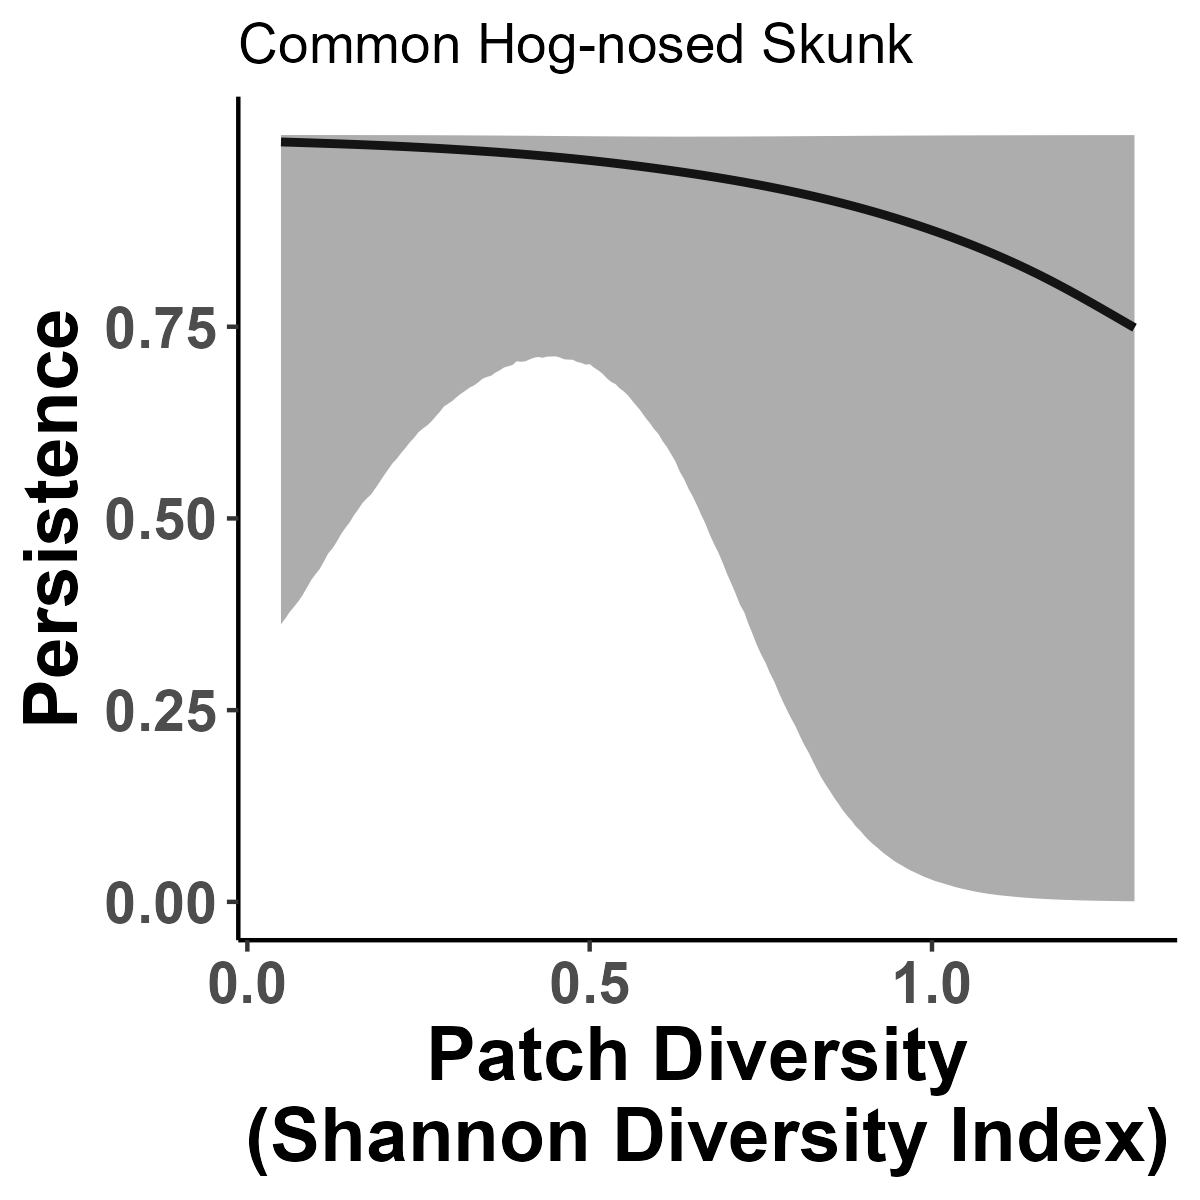 Common Hog-nosed Skunk
Persistence
0.75
0.50
0.25
0.00
0.0 0.5 1.0
Patch Diversity
(Shannon Diversity Index)